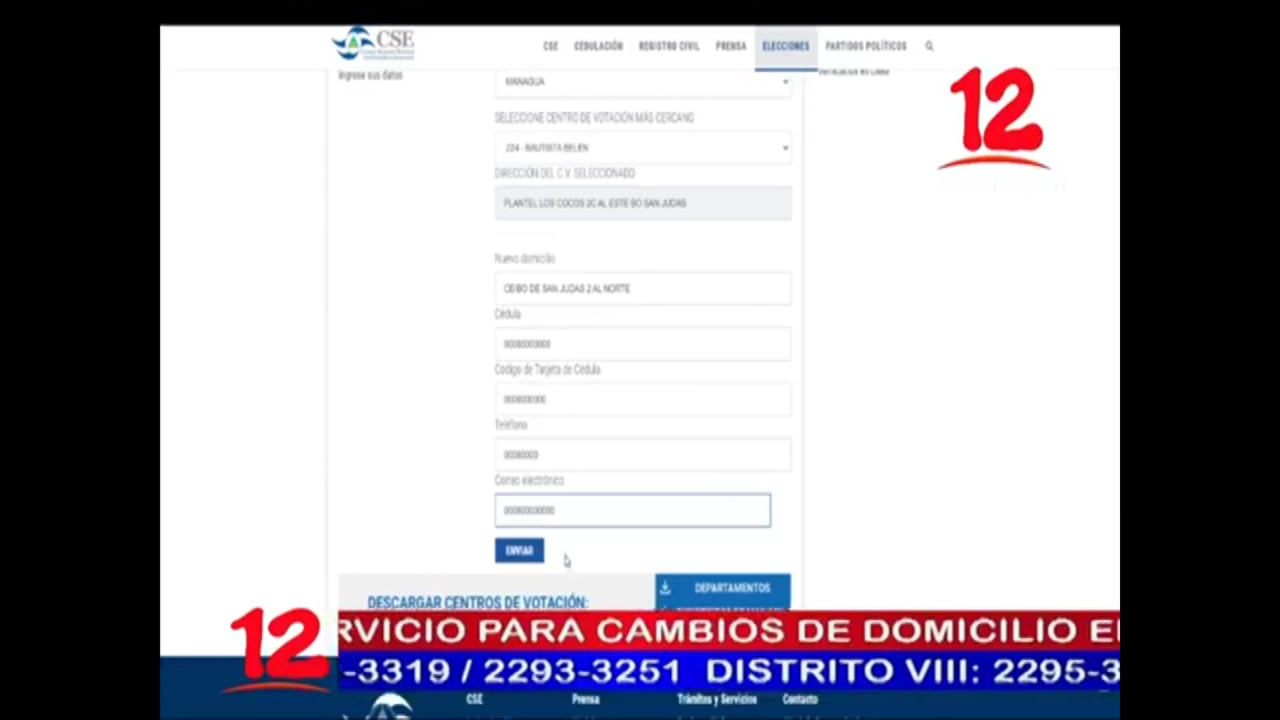 CSE
CSE CEDULACIÓN REGISTRO CIVIL PRENSA ELECCIONES PARTIDOS POLÍTICOS
Ingrese sus datos
MANAGUA
12
SELECCIONE CENTRO DE VOTACIÓN MÁS CERCANO
224 - BAUTISTA BELEN
DIRECCIÓN DEL C.V. SELECCIONADO
PLANTEL LOS COCOS 2C AL ESTE BO SAN JUDAS
Nuevo domicilio
CEIBO DE SAN JUDAS 2 AL NORTE
Cédula
Código de Tarjeta de Cédula
Teléfono
Correo electrónico
ENVIAR
DESCARGAR CENTROS DE VOTACIÓN:
DEPARTAMENTOS
12
RVICIO PARA CAMBIOS DE DOMICILIO E
-3319 / 2293-3251 DISTRITO VIII: 2295-3
CSE Prensa Trámites y Servicios Contacto